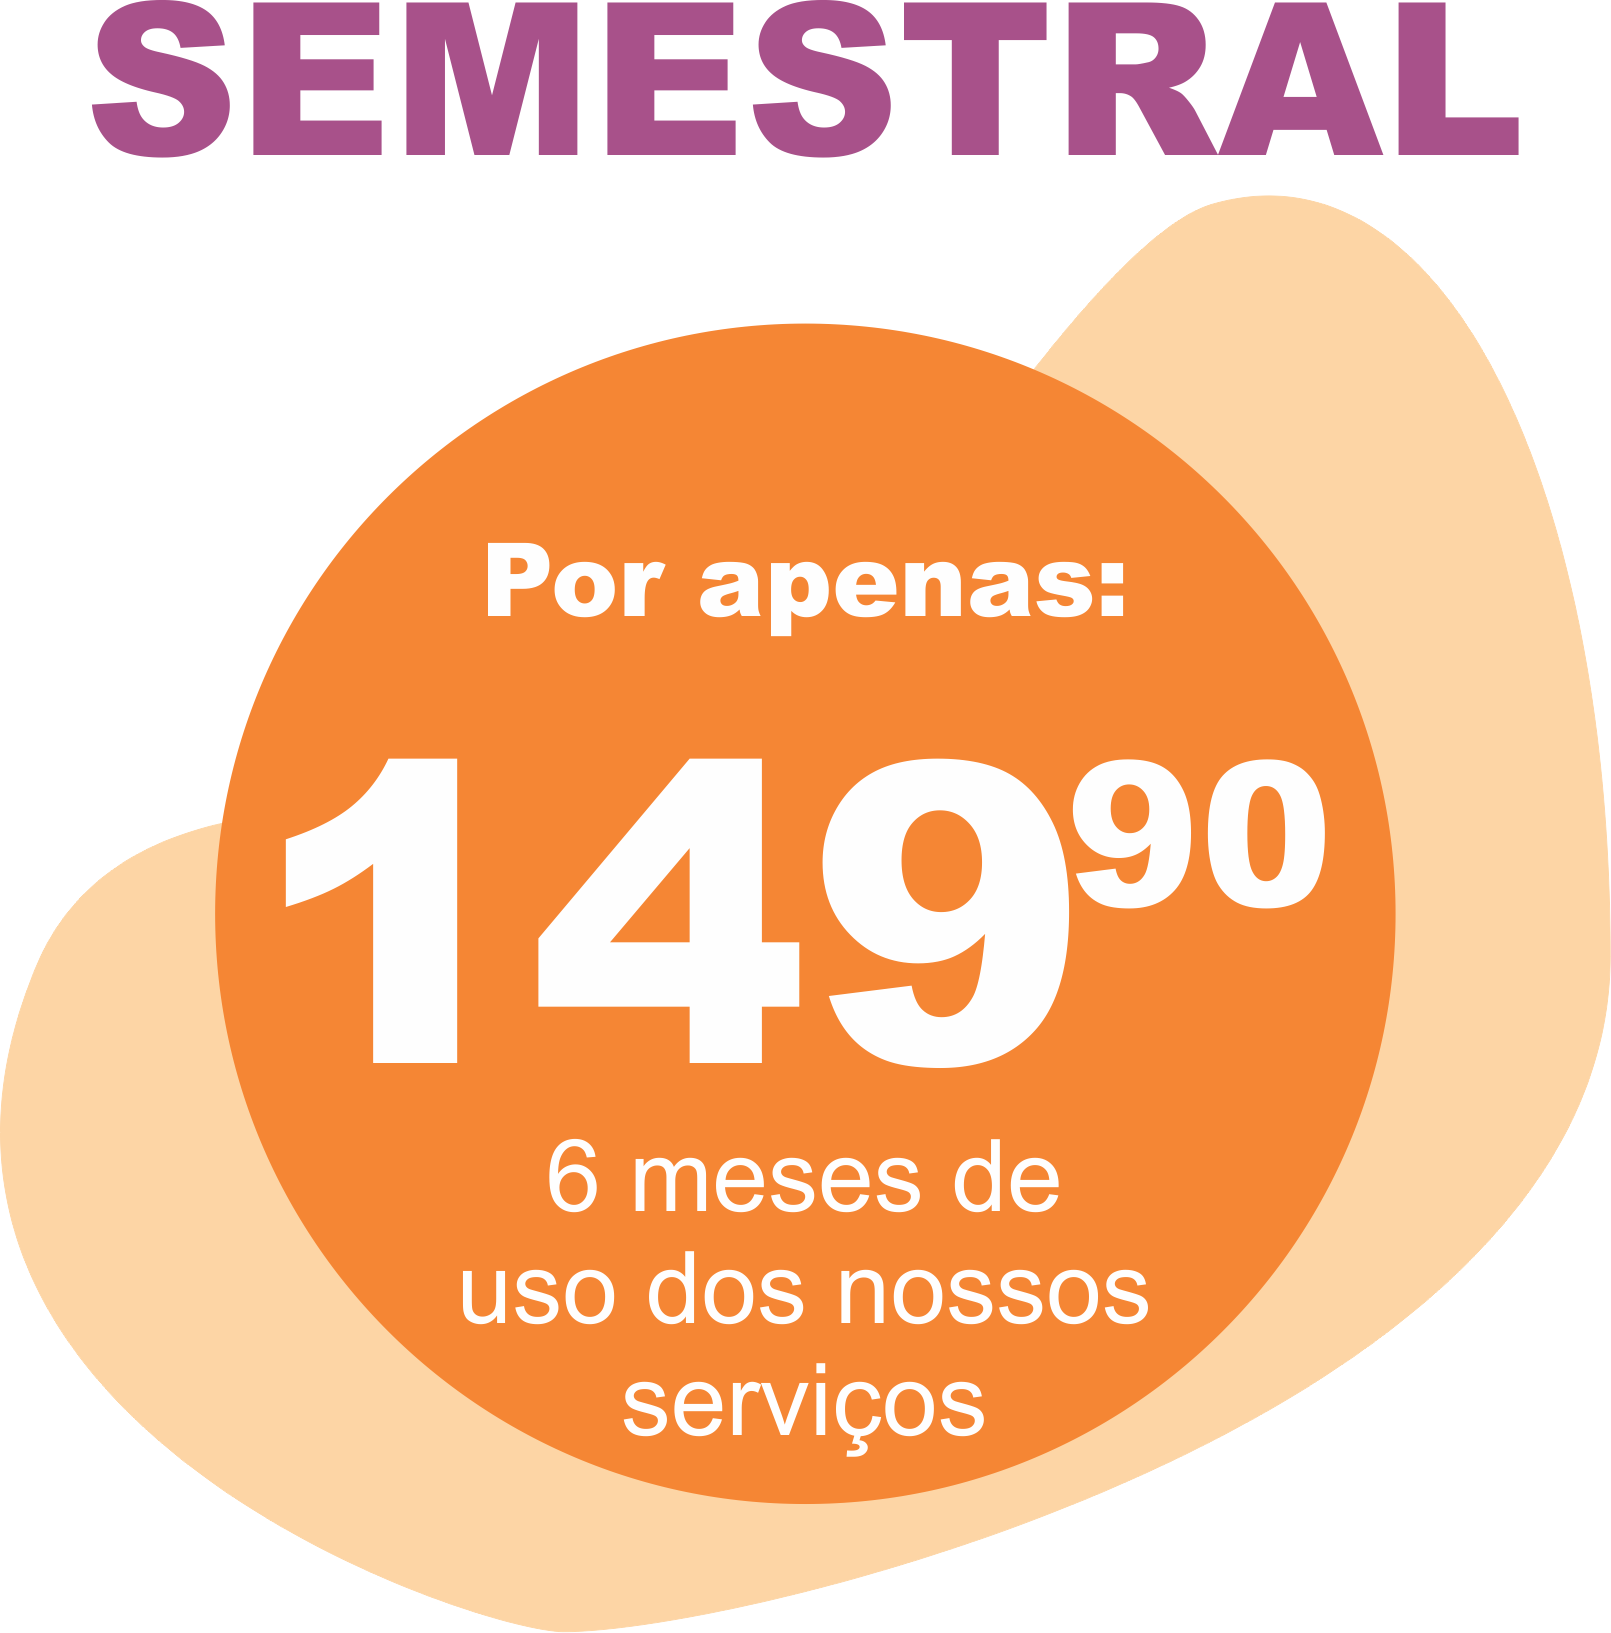 SEMESTRAL
Por apenas:
14990
6 meses de
uso dos nossos
serviços